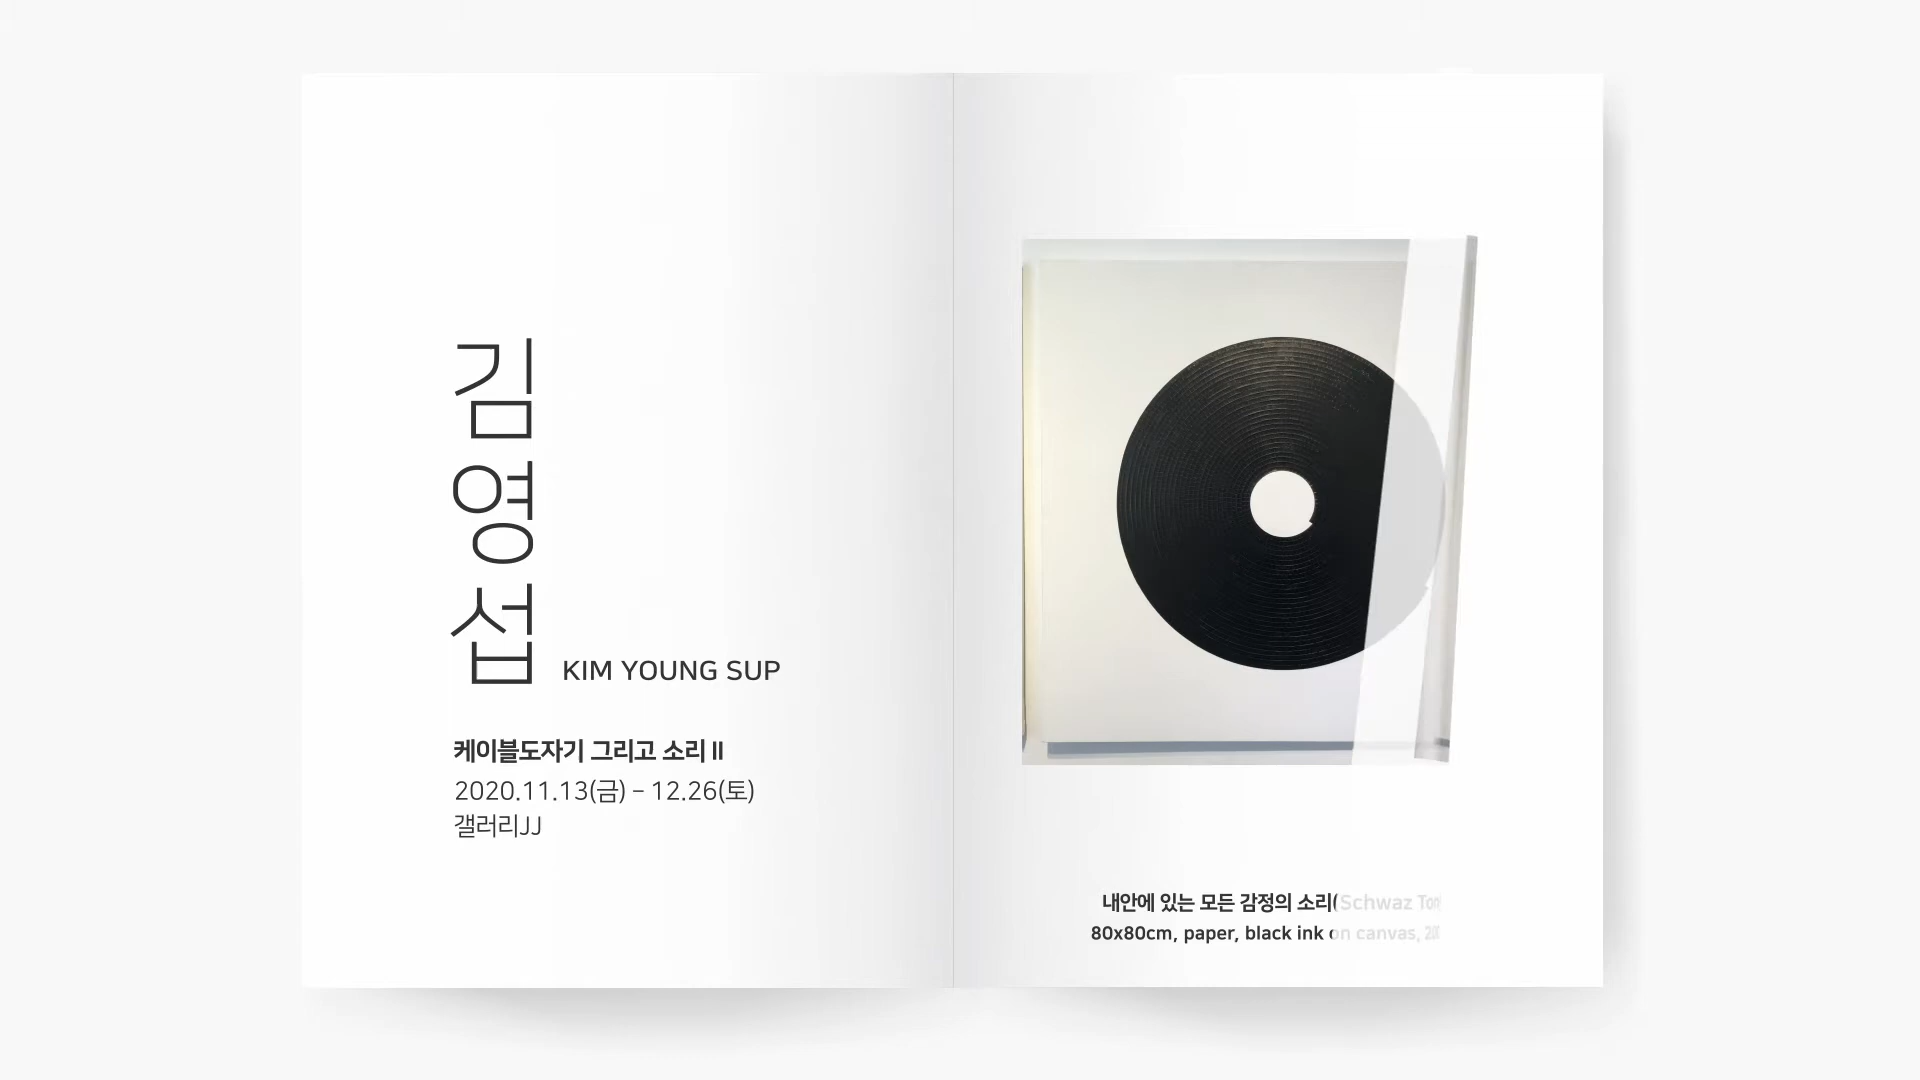 김영섭
KIM YOUNG SUP
케이블도자기 그리고 소리 II
2020.11.13(금) – 12.26(토)
갤러리JJ
내안에 있는 모든 감정의 소리(Schwaz
80x80cm, paper, black ink on canvas,